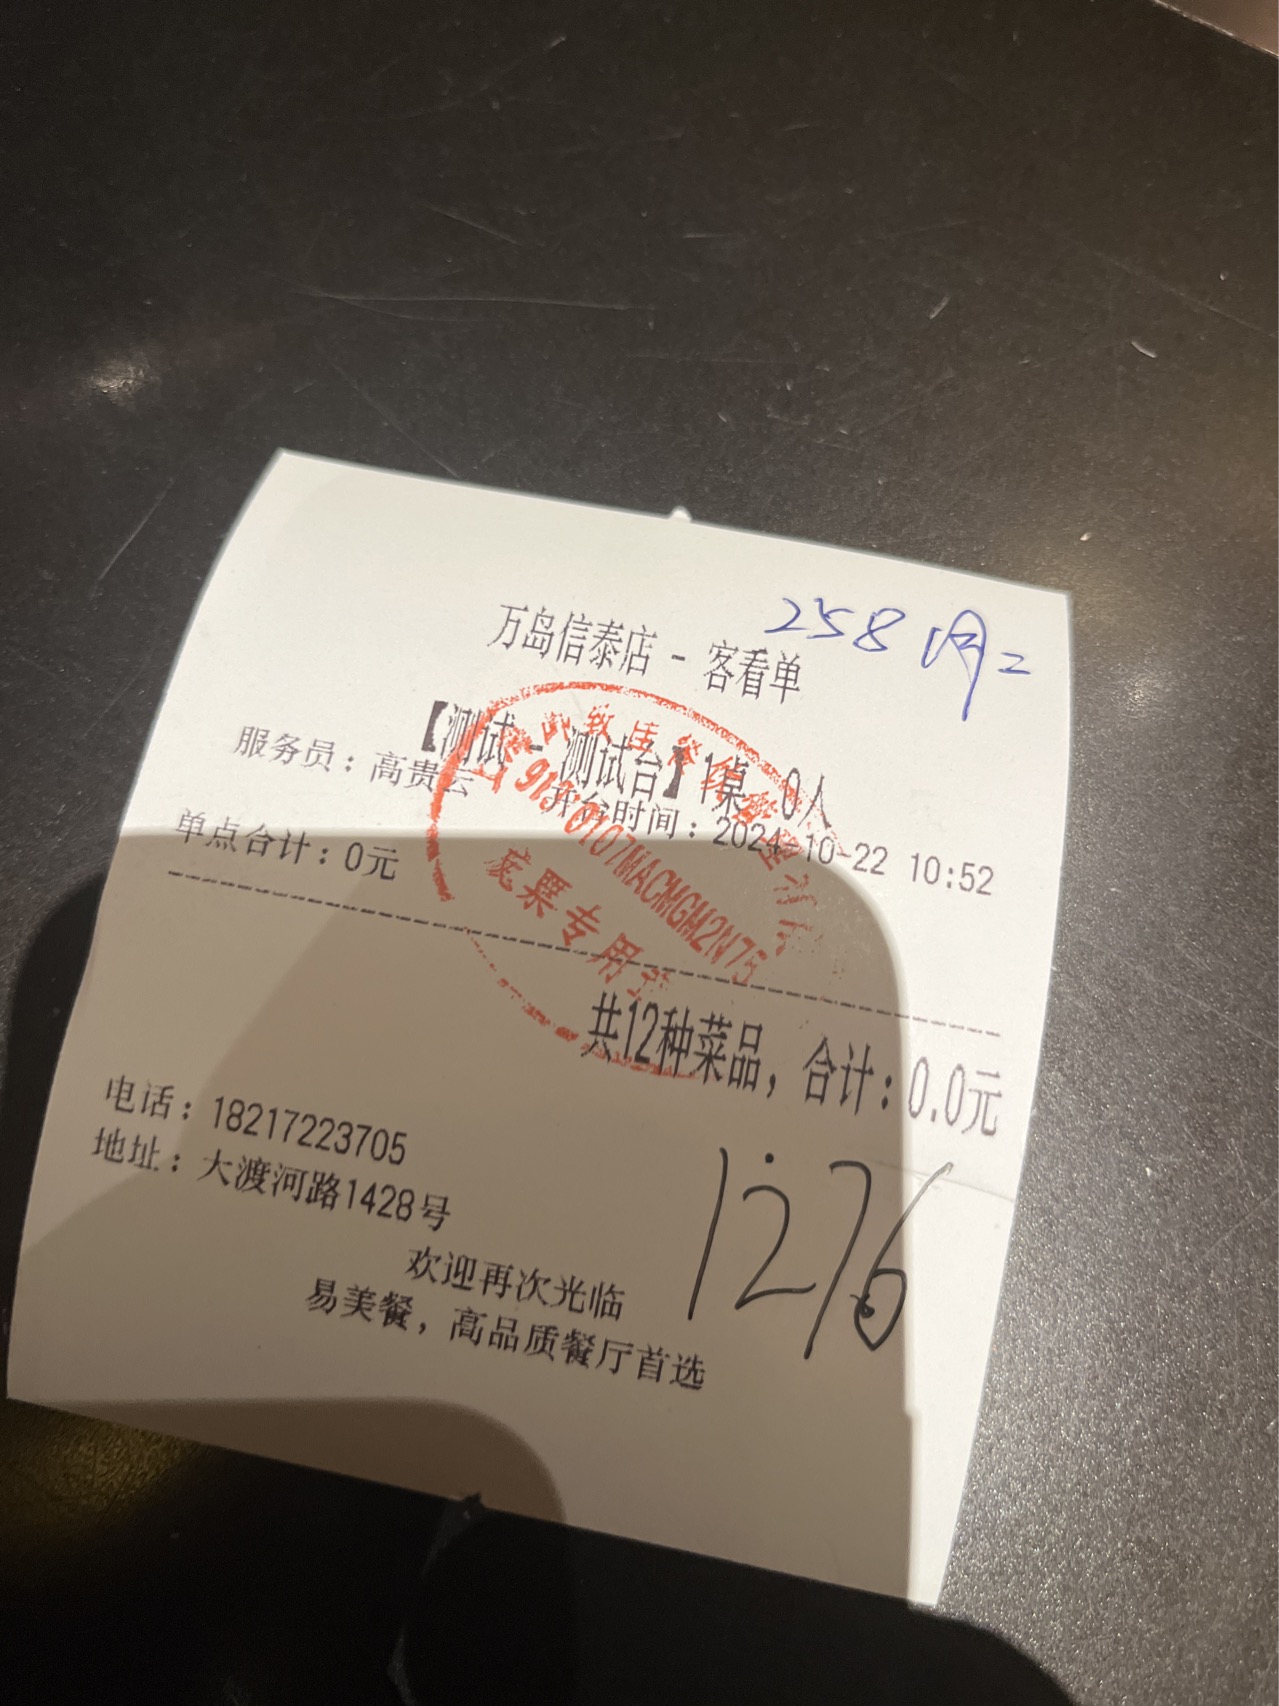 258
万岛信泰店 - 客看单
【测试 - 测试台】1桌 0人
服务员：高贵云
开台时间：2024-10-22 10:52
单点合计：0元
发票专用章
共12种菜品，合计：0.0元
电话：18217223705
地址：大渡河路1428号
1276
欢迎再次光临
易美餐，高品质餐厅首选